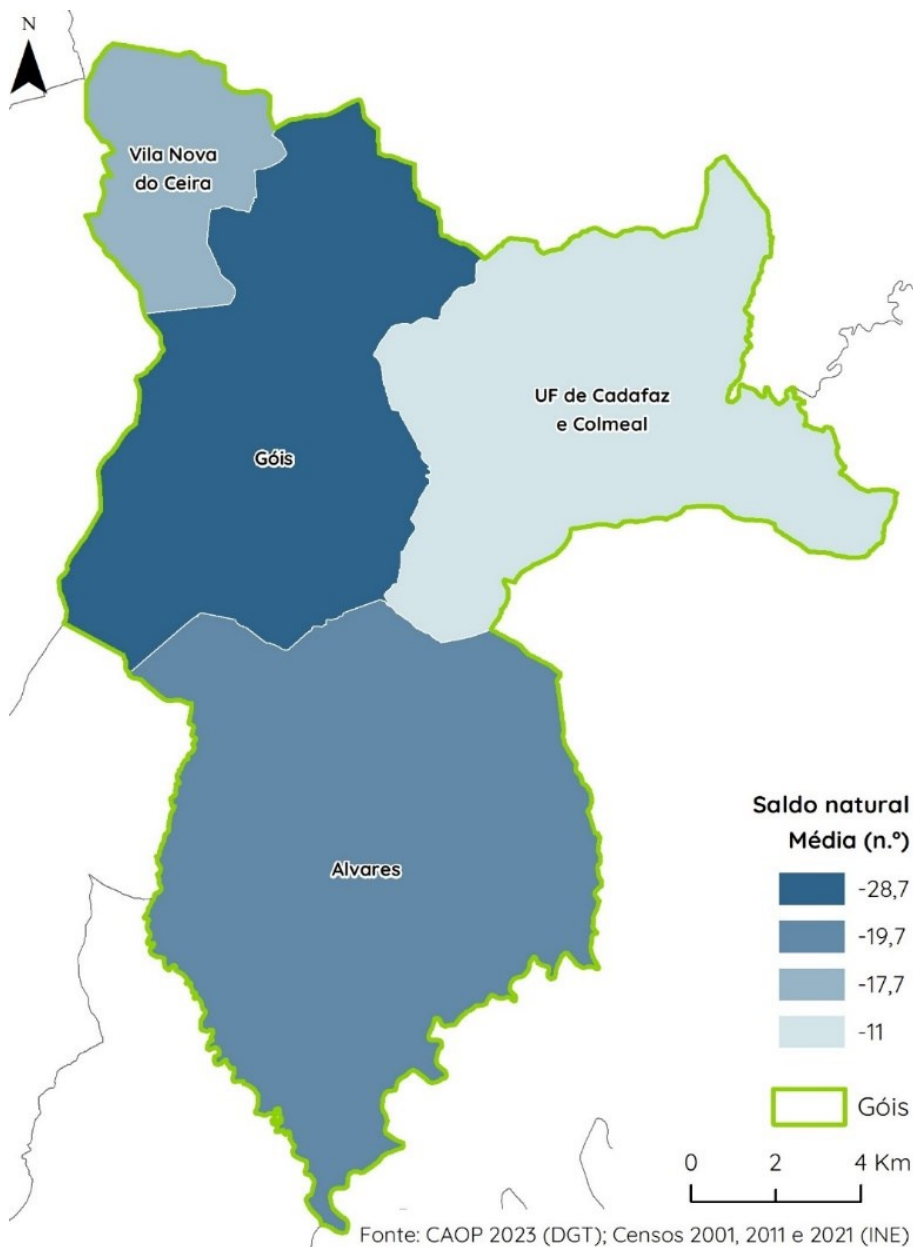 N
Vila Nova
do Ceira
UF de Cadafaz
e Colmeal
Góis
Alvares
Saldo natural
Média (n.º)
-28,7
-19,7
-17,7
-11
Góis
0 2 4 Km
Fonte: CAOP 2023 (DGT); Censos 2001, 2011 e 2021 (INE)